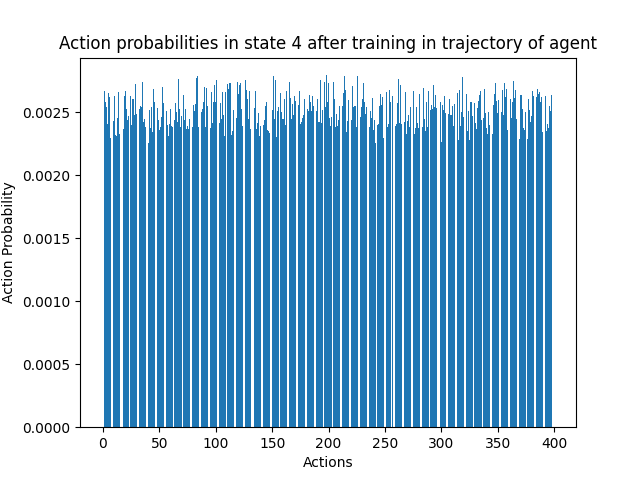 Action probabilities in state 4 after training in trajectory of agent
Action Probability
0.0025
0.0020
0.0015
0.0010
0.0005
0.0000
0 50 100 150 200 250 300 350 400
Actions